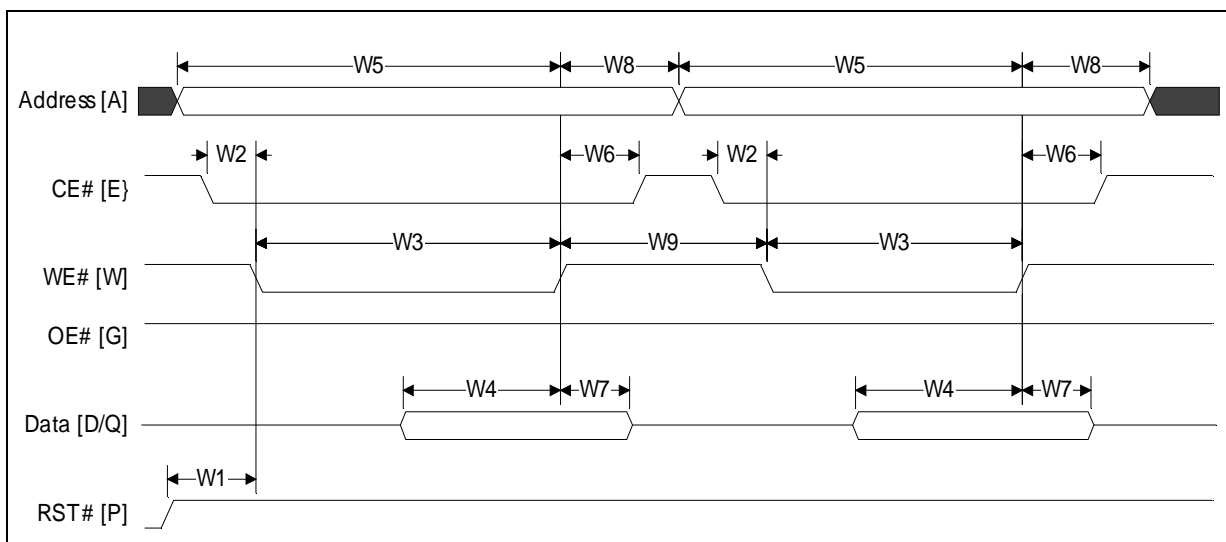 W5 W8 W5 W8
Address [A]
W2 W6 W2 W6
CE# [E}
W3 W9 W3
WE# [W]
OE# [G]
W4 W7 W4 W7
Data [D/Q]
W1
RST# [P]